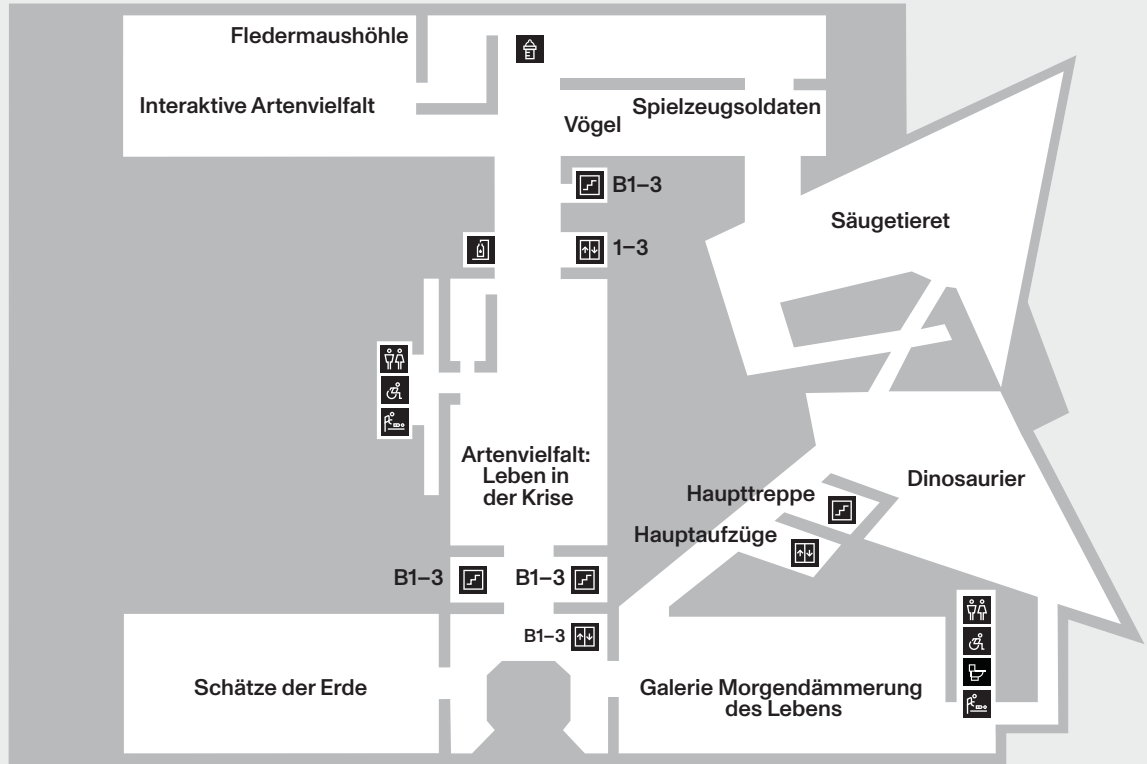 Fledermaushöhle
Interaktive Artenvielfalt
Spielzeugsoldaten
Vögel
B1–3
1–3
Säugetieret
Artenvielfalt:
Leben in
der Krise
Dinosaurier
Haupttreppe
Hauptaufzüge
B1–3
B1–3
B1–3
Schätze der Erde
Galerie Morgendämmerung
des Lebens